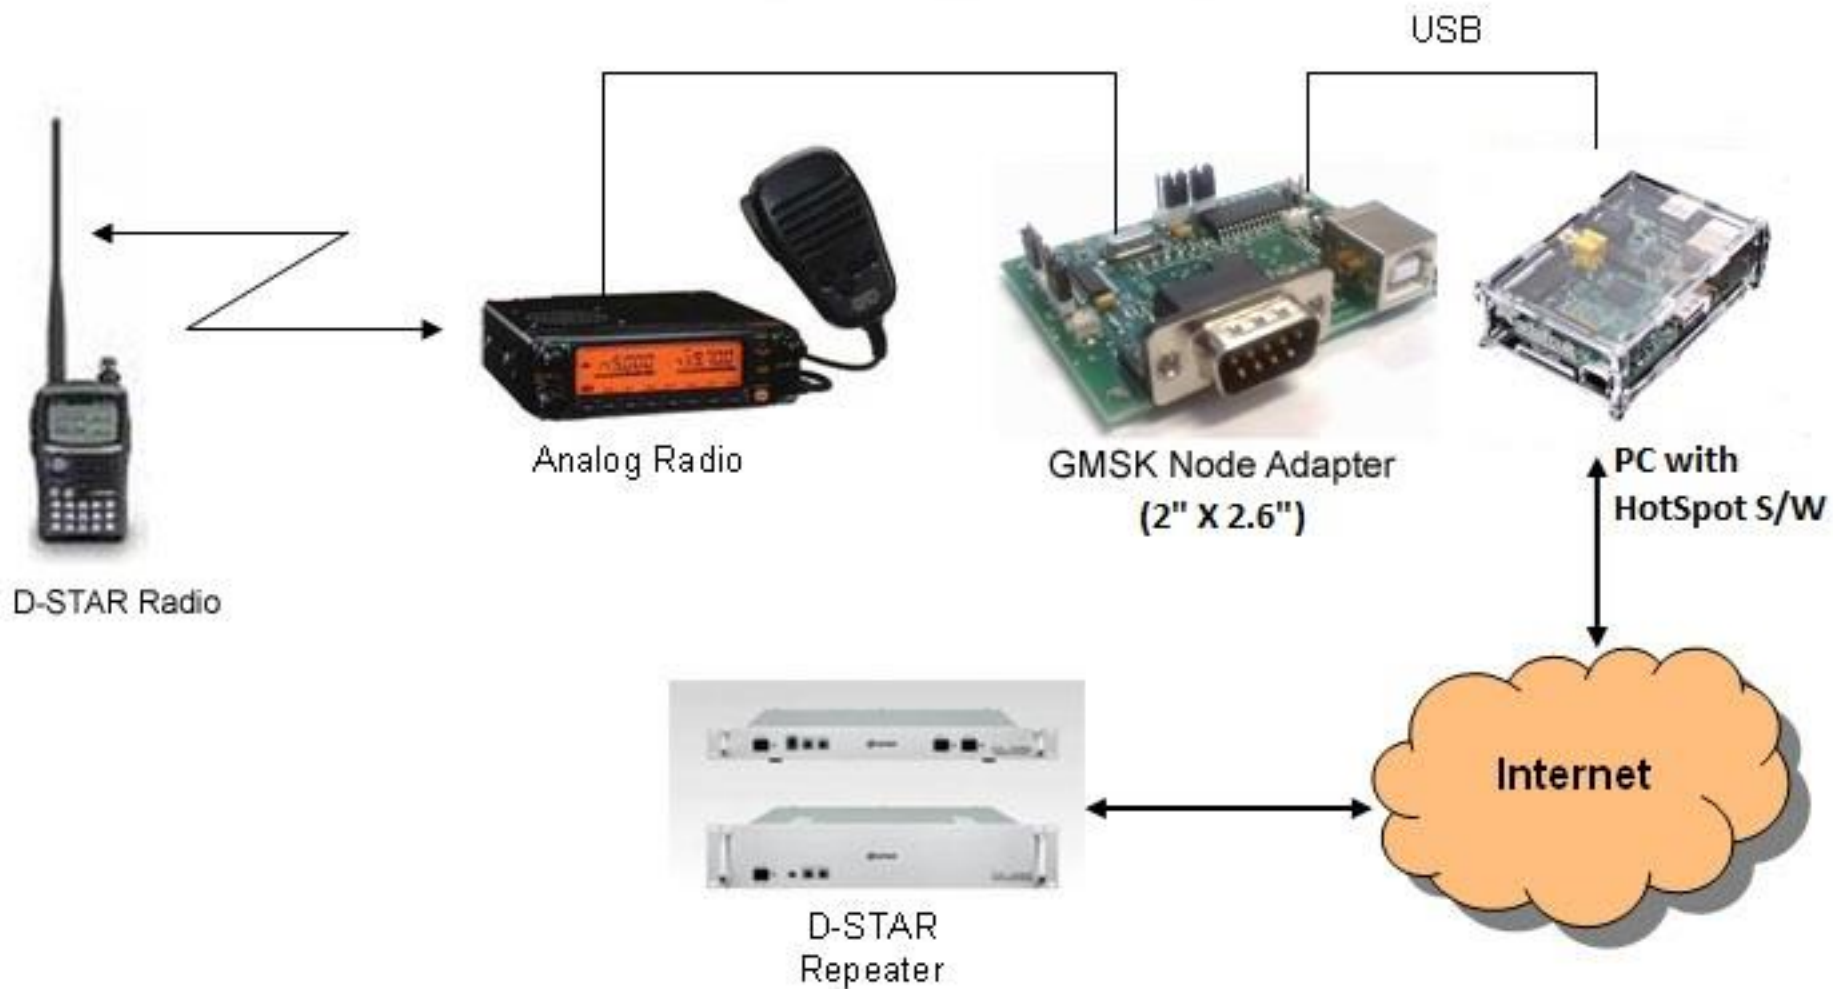 USB
Analog Radio
GMSK Node Adapter
(2" X 2.6")
PC with
HotSpot S/W
D-STAR Radio
Internet
D-STAR
Repeater